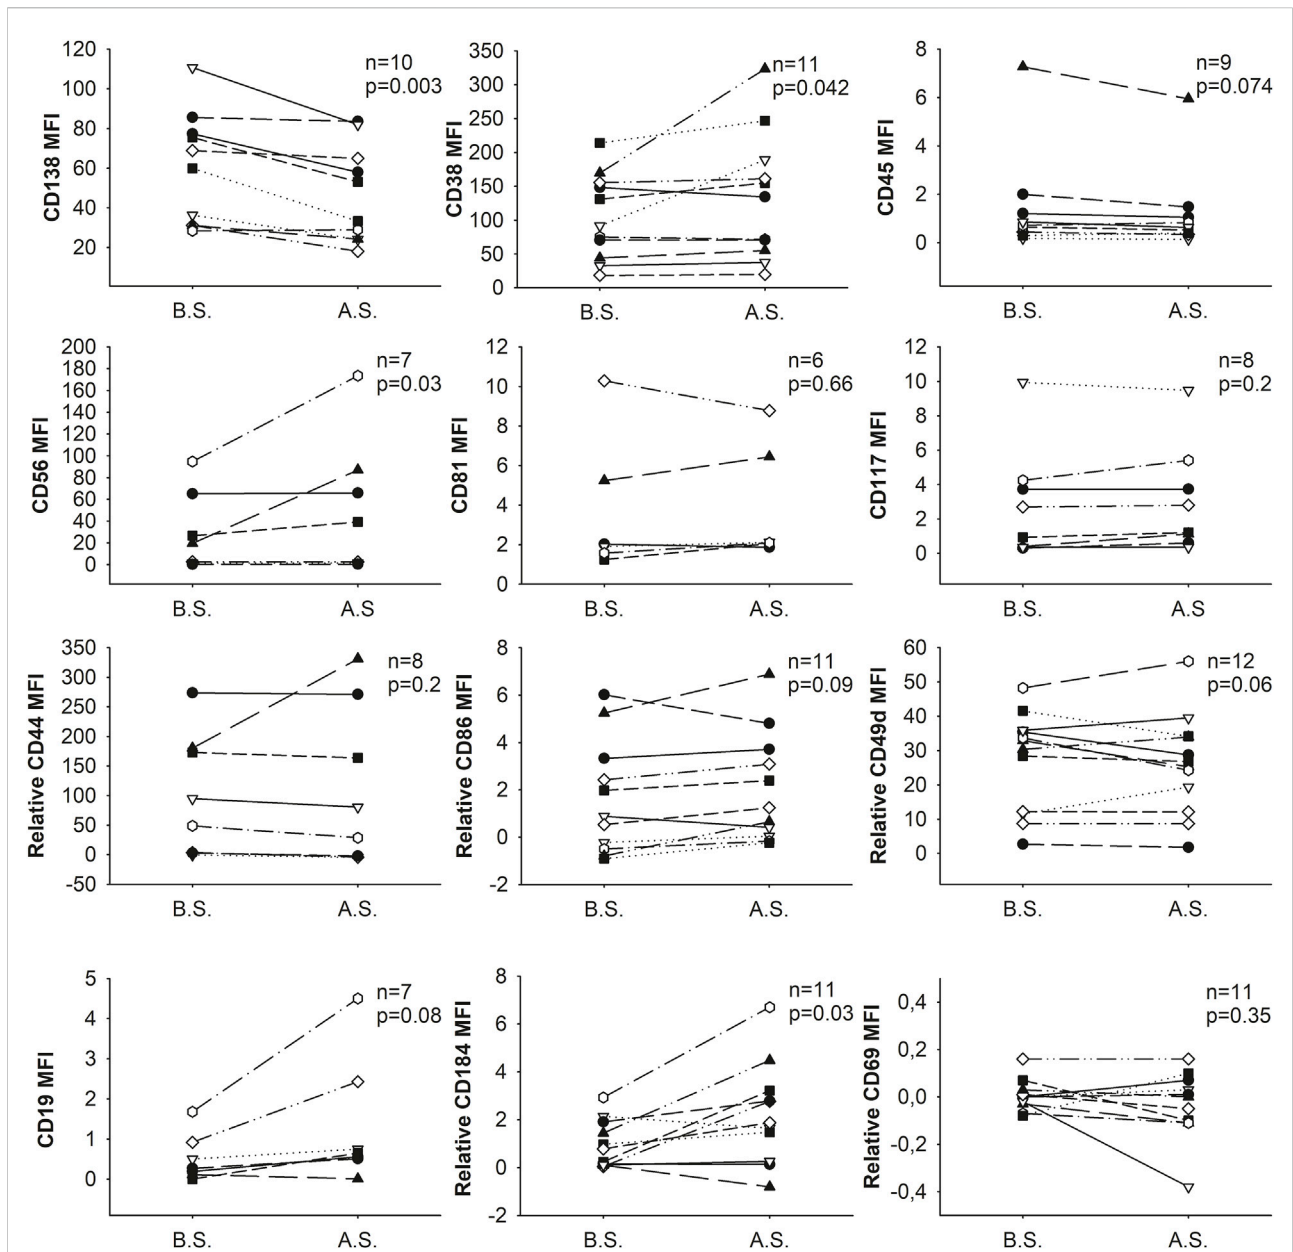 CD138 MFI
120
100
80
60
40
20
n=10
p=0.003
B.S.
A.S.
CD38 MFI
350
300
250
200
150
100
50
0
n=11
p=0.042
B.S.
A.S.
CD45 MFI
8
6
4
2
0
n=9
p=0.074
B.S.
A.S.
CD56 MFI
200
180
160
140
120
100
80
60
40
20
0
n=7
p=0.03
B.S.
A.S
CD81 MFI
12
10
8
6
4
2
0
n=6
p=0.66
B.S.
A.S.
CD117 MFI
12
10
8
6
4
2
0
n=8
p=0.2
B.S.
A.S.
Relative CD44 MFI
350
300
250
200
150
100
50
0
-50
n=8
p=0.2
B.S.
A.S.
Relative CD86 MFI
8
6
4
2
0
-2
n=11
p=0.09
B.S.
A.S.
Relative CD49d MFI
60
50
40
30
20
10
0
n=12
p=0.06
B.S.
A.S.
CD19 MFI
5
4
3
2
1
0
n=7
p=0.08
B.S.
A.S.
Relative CD184 MFI
8
6
4
2
0
-2
n=11
p=0.03
B.S.
A.S.
Relative CD69 MFI
0,4
0,2
0,0
-0,2
-0,4
n=11
p=0.35
B.S.
A.S.